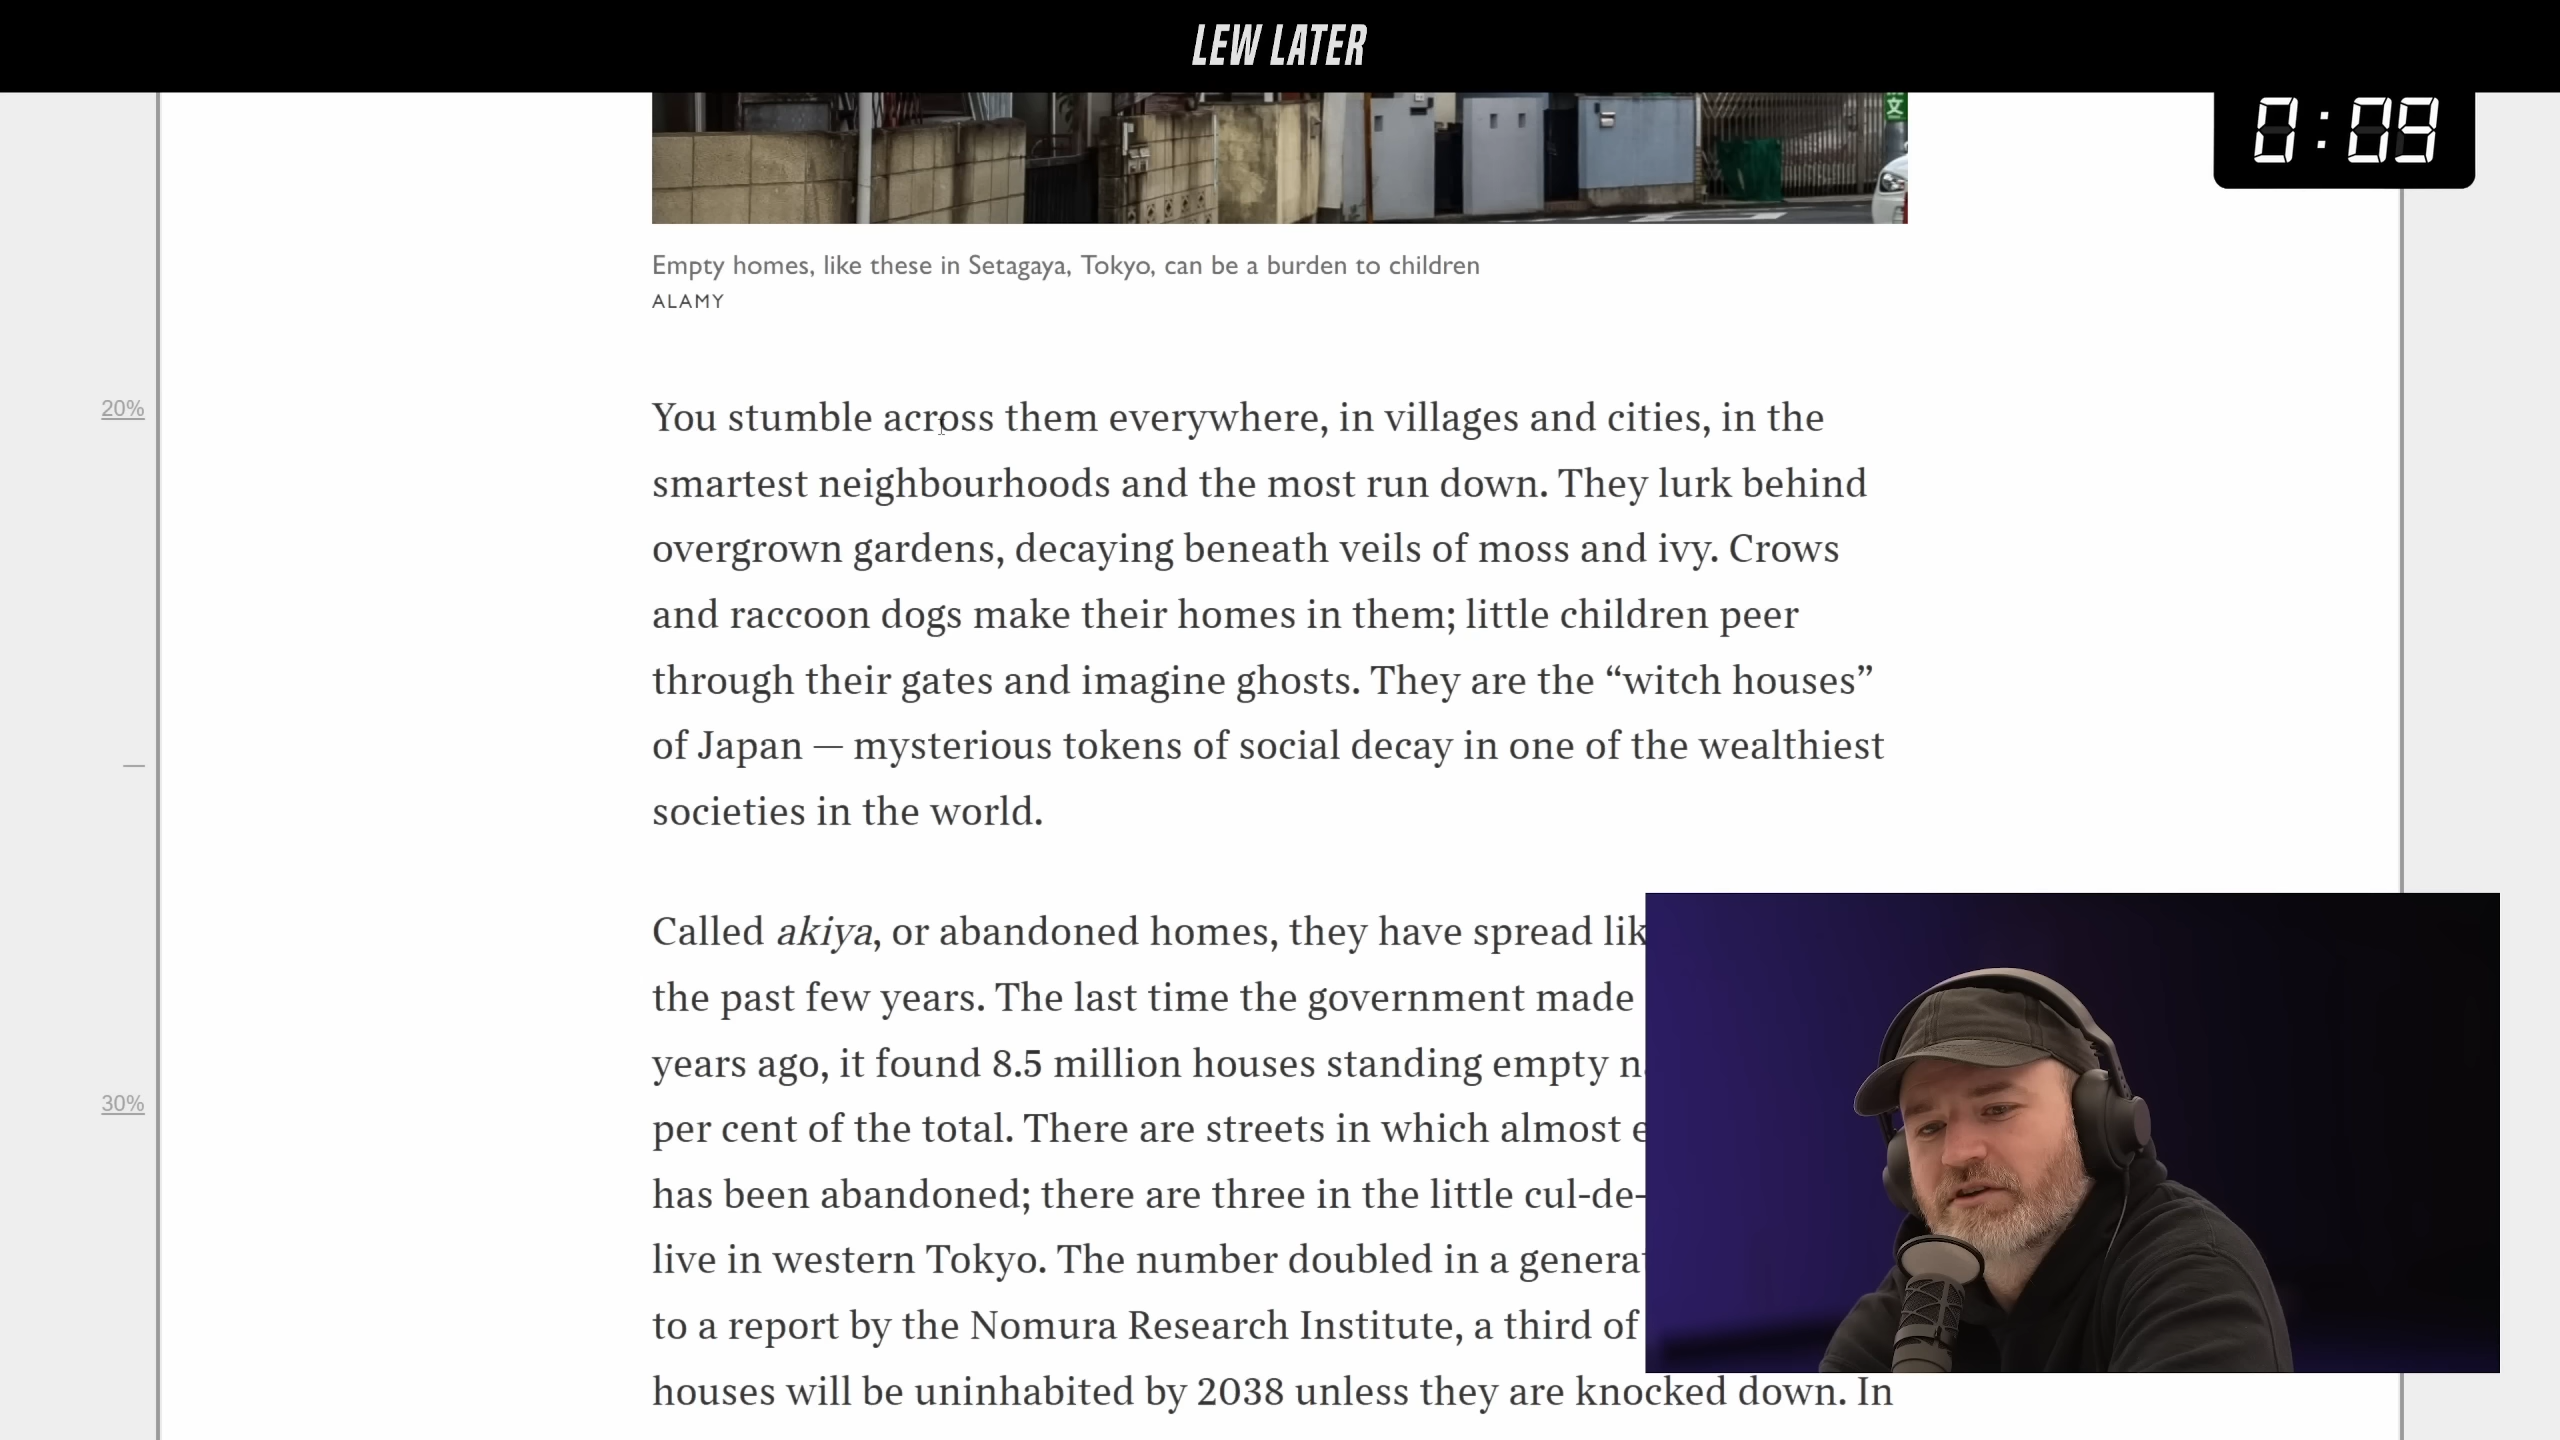 LEW LATER
0:09
文
Empty homes, like these in Setagaya, Tokyo, can be a burden to children
ALAMY
20%
You stumble across them everywhere, in villages and cities, in the
smartest neighbourhoods and the most run down. They lurk behind
overgrown gardens, decaying beneath veils of moss and ivy. Crows
and raccoon dogs make their homes in them; little children peer
through their gates and imagine ghosts. They are the “witch houses”
of Japan — mysterious tokens of social decay in one of the wealthiest
societies in the world.
Called akiya, or abandoned homes, they have spread
the past few years. The last time the government made
years ago, it found 8.5 million houses standing empty
30%
per cent of the total. There are streets in which almost
has been abandoned; there are three in the little cul-de-
live in western Tokyo. The number doubled in a
to a report by the Nomura Research Institute, a third of
houses will be uninhabited by 2038 unless they are knocked down. In